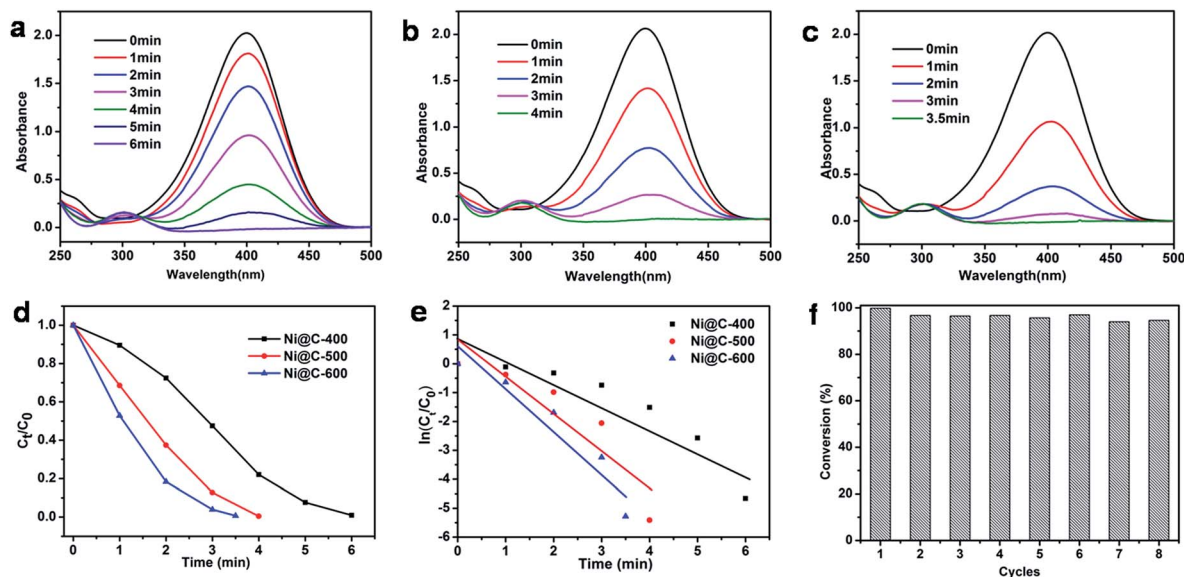 a
0min
1min
2min
3min
4min
5min
6min
Absorbance
2.0
1.5
1.0
0.5
0.0
250 300 350 400 450 500
Wavelength(nm)
b
0min
1min
2min
3min
4min
Absorbance
2.0
1.5
1.0
0.5
0.0
250 300 350 400 450 500
Wavelength(nm)
c
0min
1min
2min
3min
3.5min
Absorbance
2.0
1.5
1.0
0.5
0.0
250 300 350 400 450 500
Wavelength(nm)
d
Ni@C-400
Ni@C-500
Ni@C-600
Ct/C0
1.0
0.8
0.6
0.4
0.2
0.0
0 1 2 3 4 5 6
Time (min)
e
Ni@C-400
Ni@C-500
Ni@C-600
ln(Ct/C0)
2
1
0
-1
-2
-3
-4
-5
-6
0 1 2 3 4 5 6
Time (min)
f
Conversion (%)
100
80
60
40
20
0
1 2 3 4 5 6 7 8
Cycles